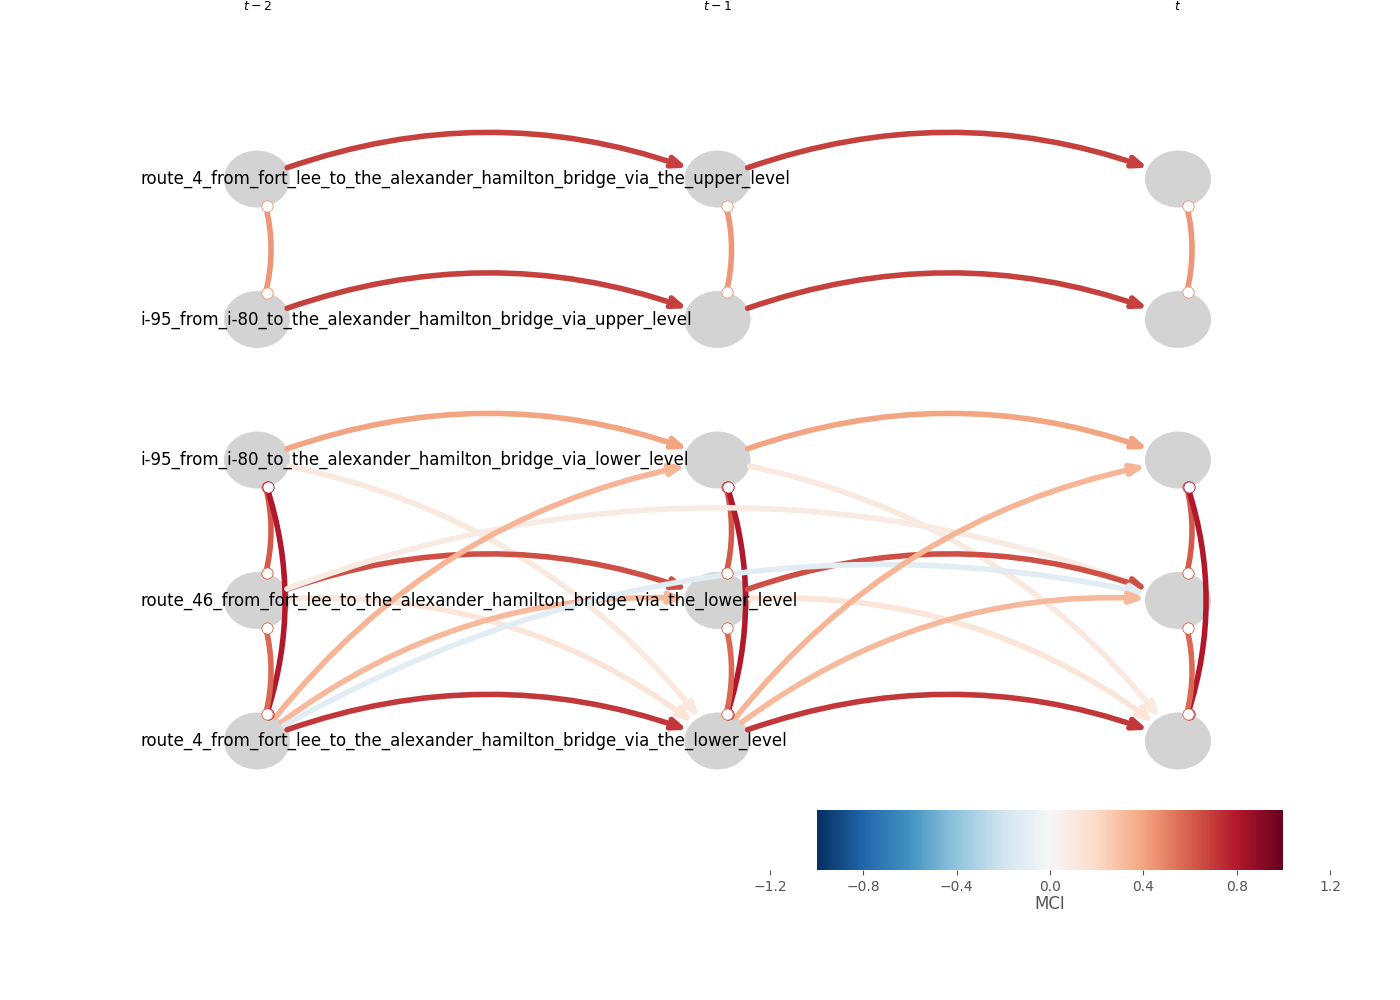 t − 2 t − 1 t
route_4_from_fort_lee_to_the_alexander_hamilton_bridge_via_the_upper_level
i-95_from_i-80_to_the_alexander_hamilton_bridge_via_upper_level
i-95_from_i-80_to_the_alexander_hamilton_bridge_via_lower_level
route_46_from_fort_lee_to_the_alexander_hamilton_bridge_via_the_lower_level
route_4_from_fort_lee_to_the_alexander_hamilton_bridge_via_the_lower_level
−1.2 −0.8 −0.4 0.0 0.4 0.8 1.2
MCI